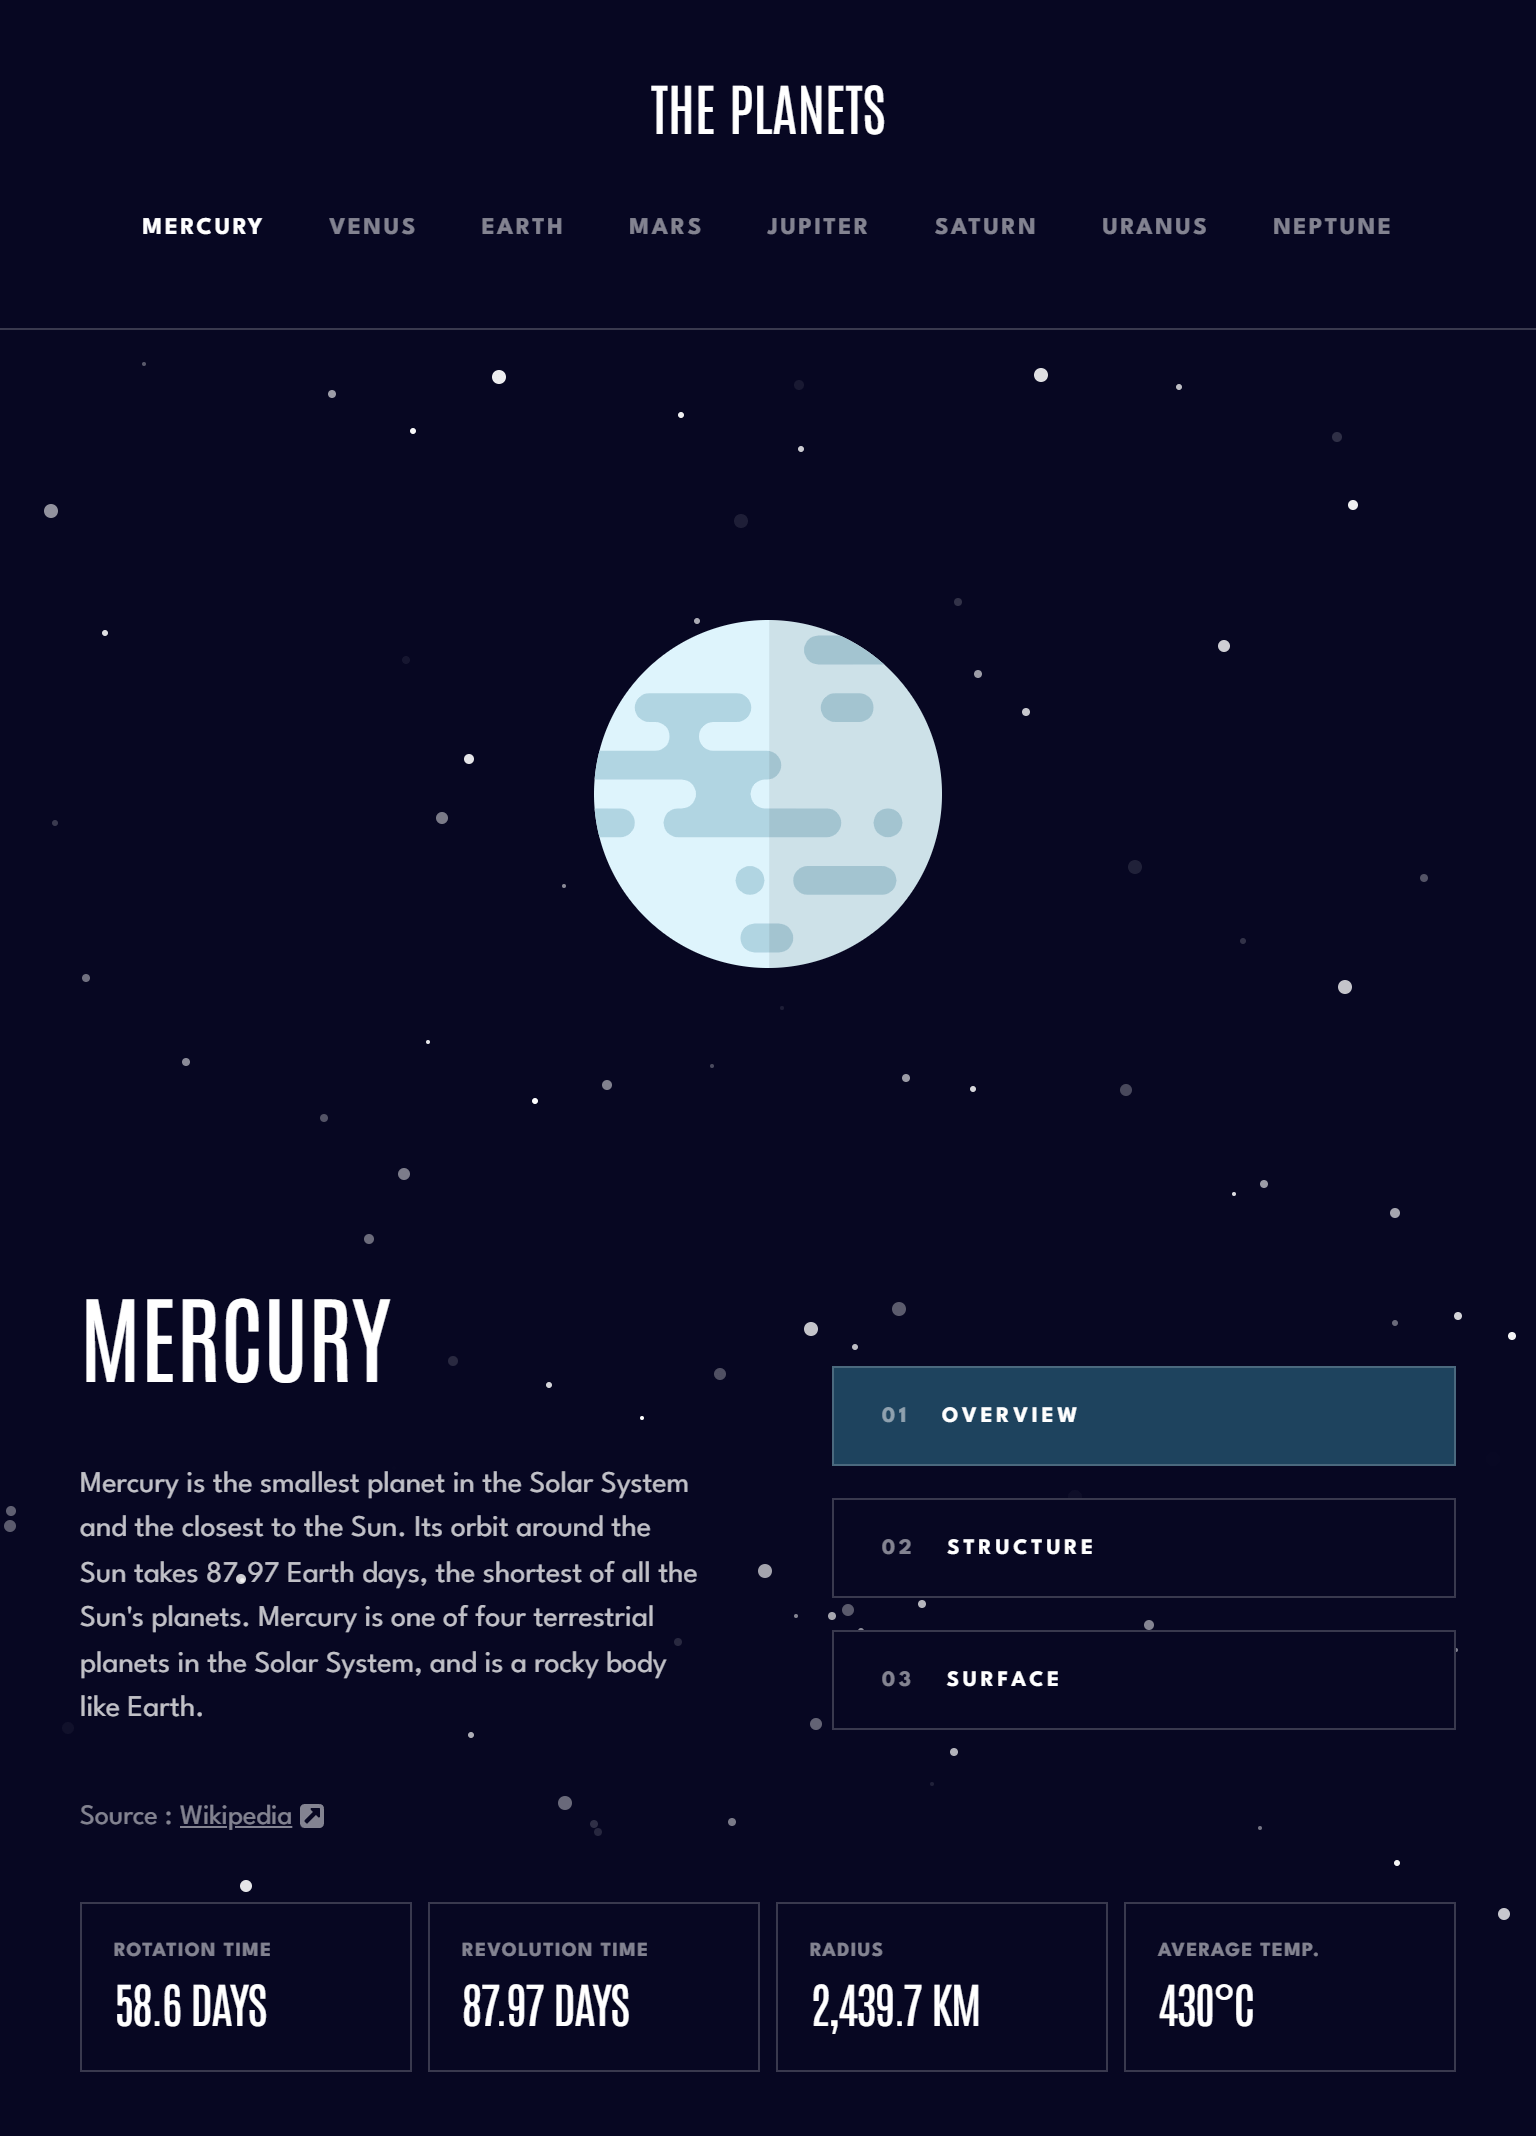 THE PLANETS
MERCURY VENUS EARTH MARS JUPITER SATURN URANUS NEPTUNE
MERCURY
Mercury is the smallest planet in the Solar System
and the closest to the Sun. Its orbit around the
Sun takes 87.97 Earth days, the shortest of all the
Sun's planets. Mercury is one of four terrestrial
planets in the Solar System, and is a rocky body
like Earth.
Source : Wikipedia
01 OVERVIEW
02 STRUCTURE
03 SURFACE
ROTATION TIME
58.6 DAYS
REVOLUTION TIME
87.97 DAYS
RADIUS
2,439.7 KM
AVERAGE TEMP.
430°C